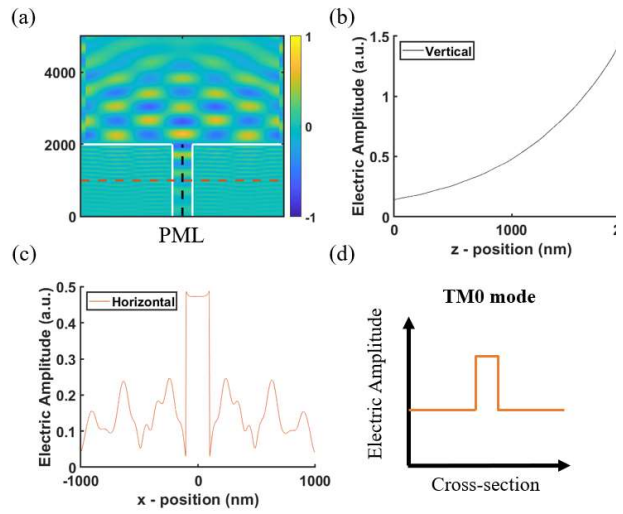 (a)
1
4000
0
2000
0
-1
PML
(b)
Electric Amplitude (a.u.)
1.5
1
0.5
0
Vertical
0
1000
2
z - position (nm)
(c)
Electric Amplitude (a.u.)
0.5
0.4
0.3
0.2
0.1
0
Horizontal
-1000
0
1000
x - position (nm)
(d)
TM0 mode
Electric Amplitude
Cross-section